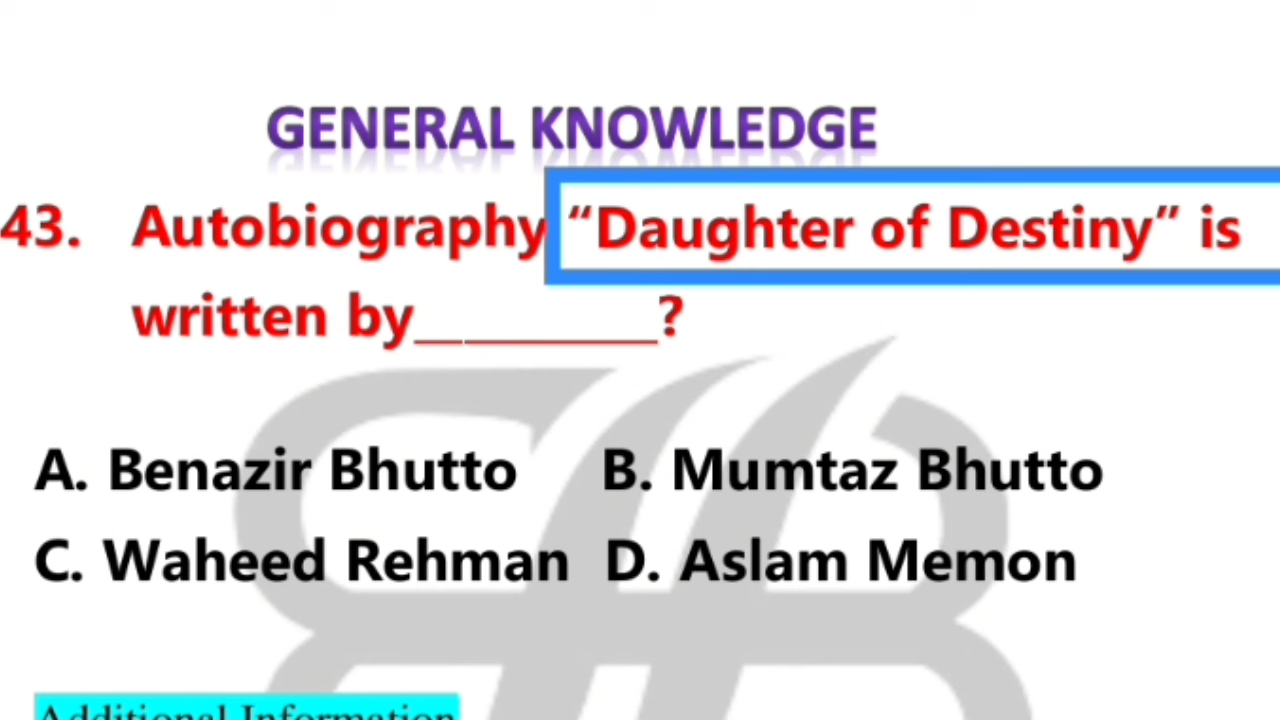 GENERAL KNOWLEDGE
43. Autobiography “Daughter of Destiny” is
written by_________?
A. Benazir Bhutto B. Mumtaz Bhutto
C. Waheed Rehman D. Aslam Memon
Additional Information